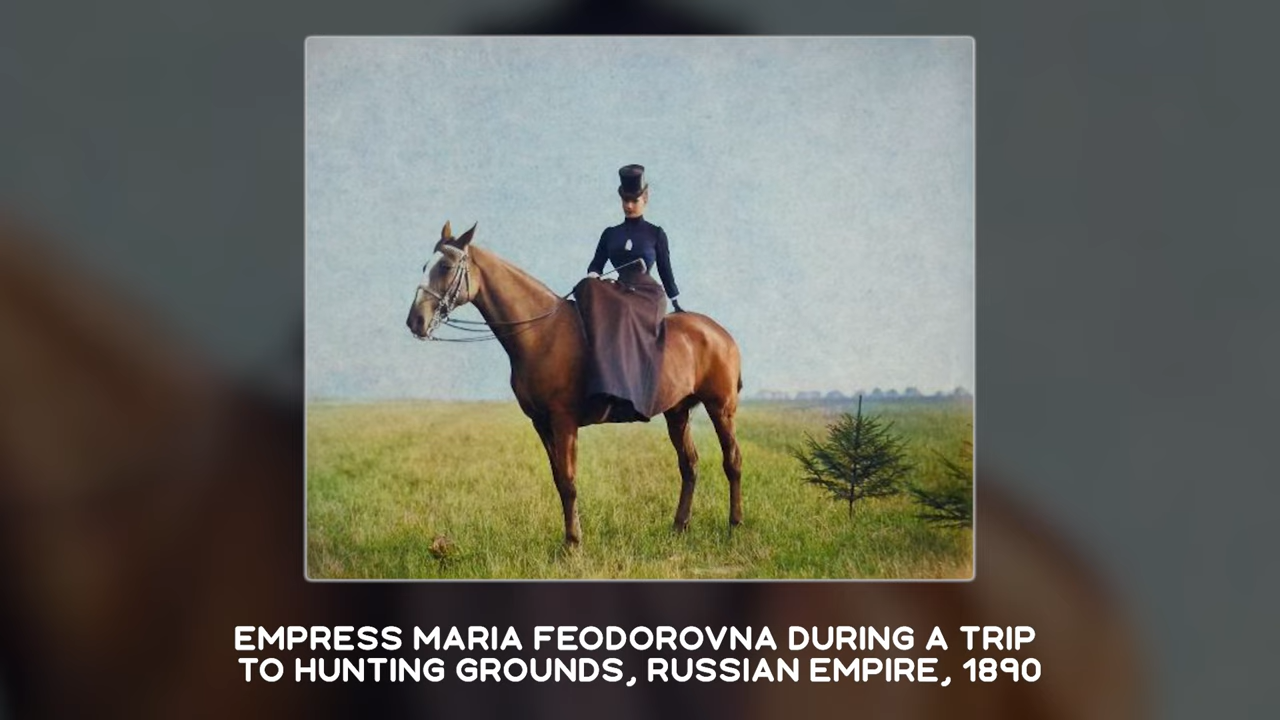 EMPRESS MARIA FEODOROVNA DURING A TRIP
TO HUNTING GROUNDS, RUSSIAN EMPIRE, 1890